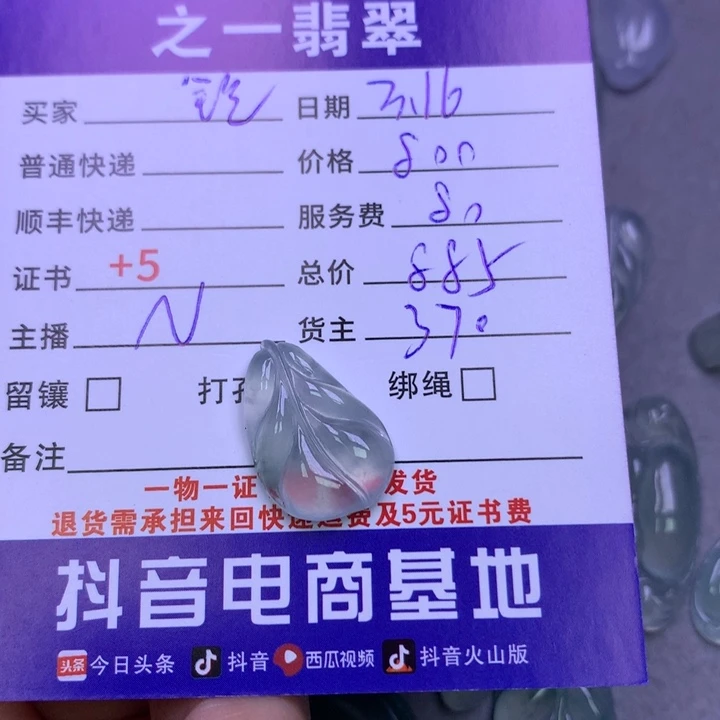 之一翡翠
买家 日期 3.16
普通快递 价格 800
顺丰快递 服务费 80
证书 +5 总价 885
主播 N 货主 370
留镶 打孔 绑绳
备注
一物一证 发货
退货需承担来回快递运费及5元证书费
抖音电商基地
头条 今日头条 抖音 西瓜视频 抖音火山版